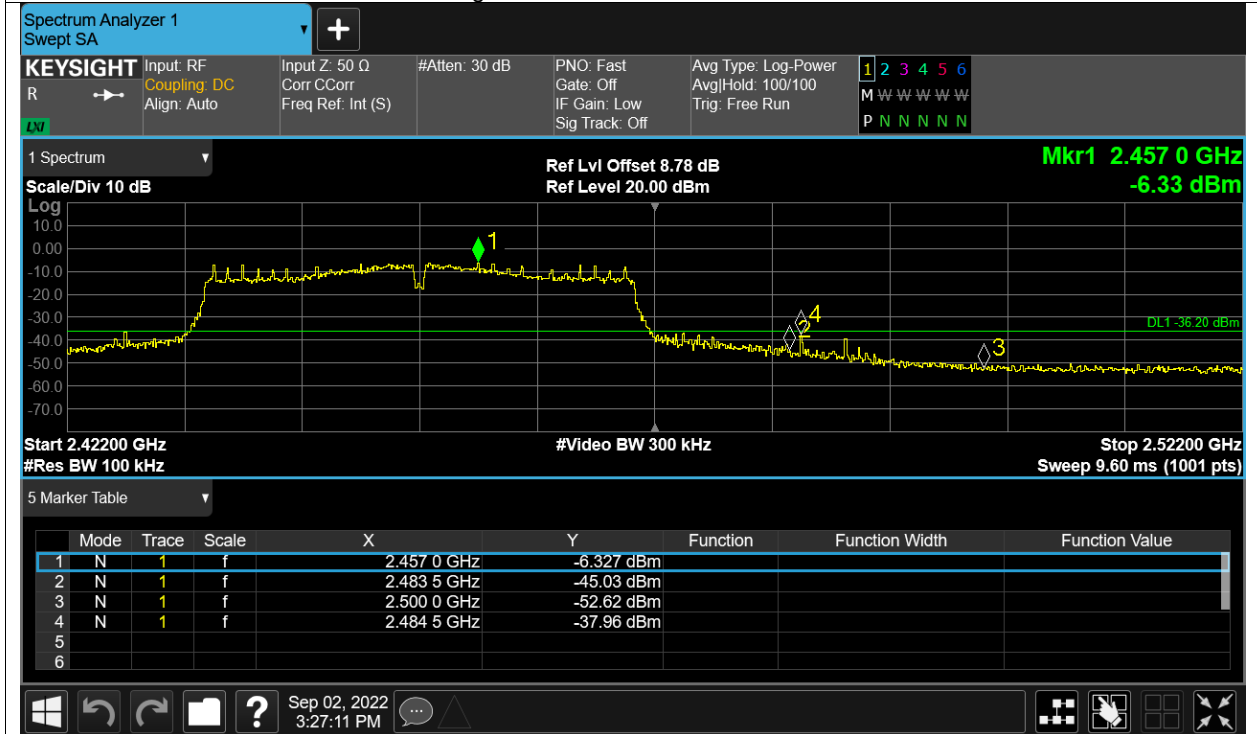 Spectrum Analyzer 1
Swept SA
KEYSIGHT Input: RF Input Z: 50 Ω #Atten: 30 dB PNO: Fast Avg Type: Log-Power 1 2 3 4 5 6
R Coupling: DC Corr CCorr Gate: Off Avg|Hold: 100/100 M W W W W W
Align: Auto Freq Ref: Int (S) IF Gain: Low Trig: Free Run
LXI Sig Track: Off P N N N N N
1 Spectrum Ref Lvl Offset 8.78 dB Mkr1 2.457 0 GHz
Scale/Div 10 dB Ref Level 20.00 dBm -6.33 dBm
Log
10.0
0.00 1
-10.0
-20.0
-30.0 4
2 DL1 -36.20 dBm
-40.0
3
-50.0
-60.0
-70.0
Start 2.42200 GHz #Video BW 300 kHz Stop 2.52200 GHz
#Res BW 100 kHz Sweep 9.60 ms (1001 pts)
5 Marker Table
Mode Trace Scale X Y Function Function Width Function Value
1 N 1 f 2.457 0 GHz -6.327 dBm
2 N 1 f 2.483 5 GHz -45.03 dBm
3 N 1 f 2.500 0 GHz -52.62 dBm
4 N 1 f 2.484 5 GHz -37.96 dBm
5
6
? Sep 02, 2022
3:27:11 PM